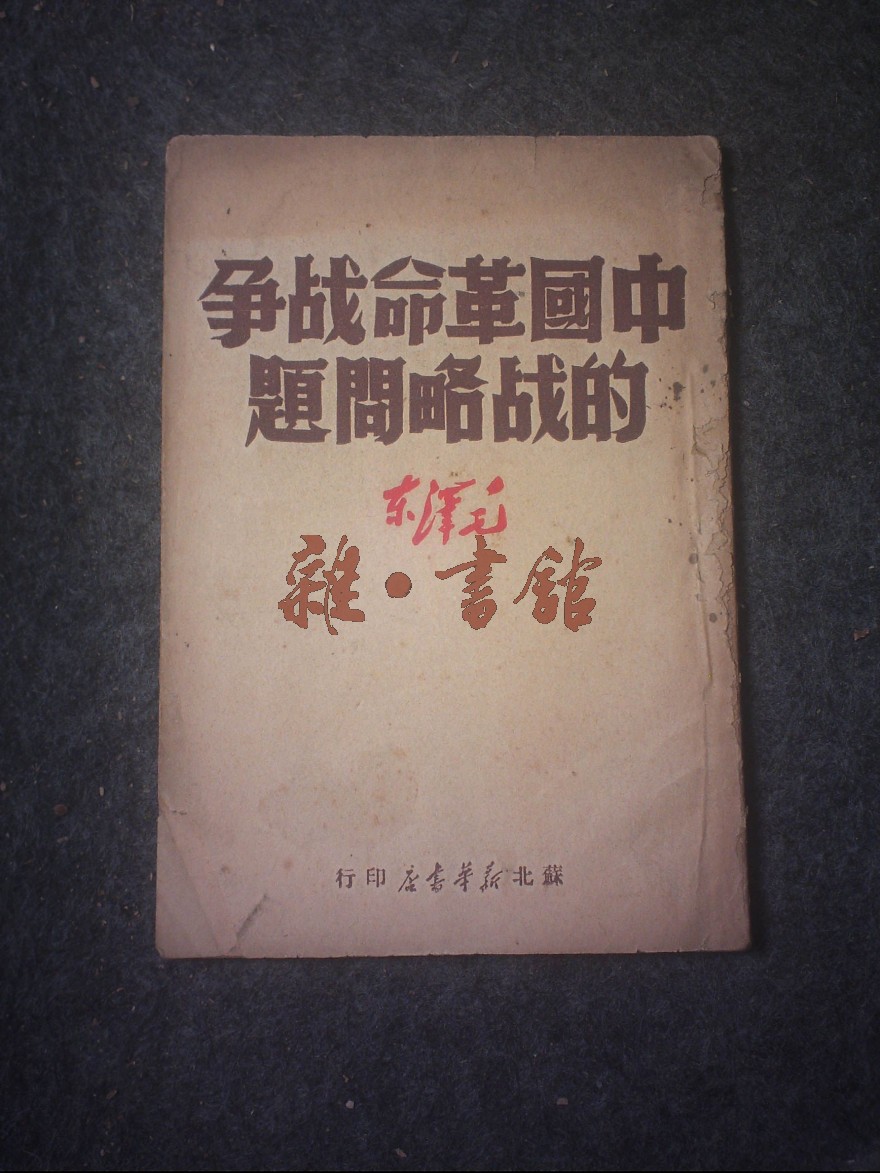 中國革命战争
的战略問題
毛澤东
雜·書館
蘇北新華書店印行